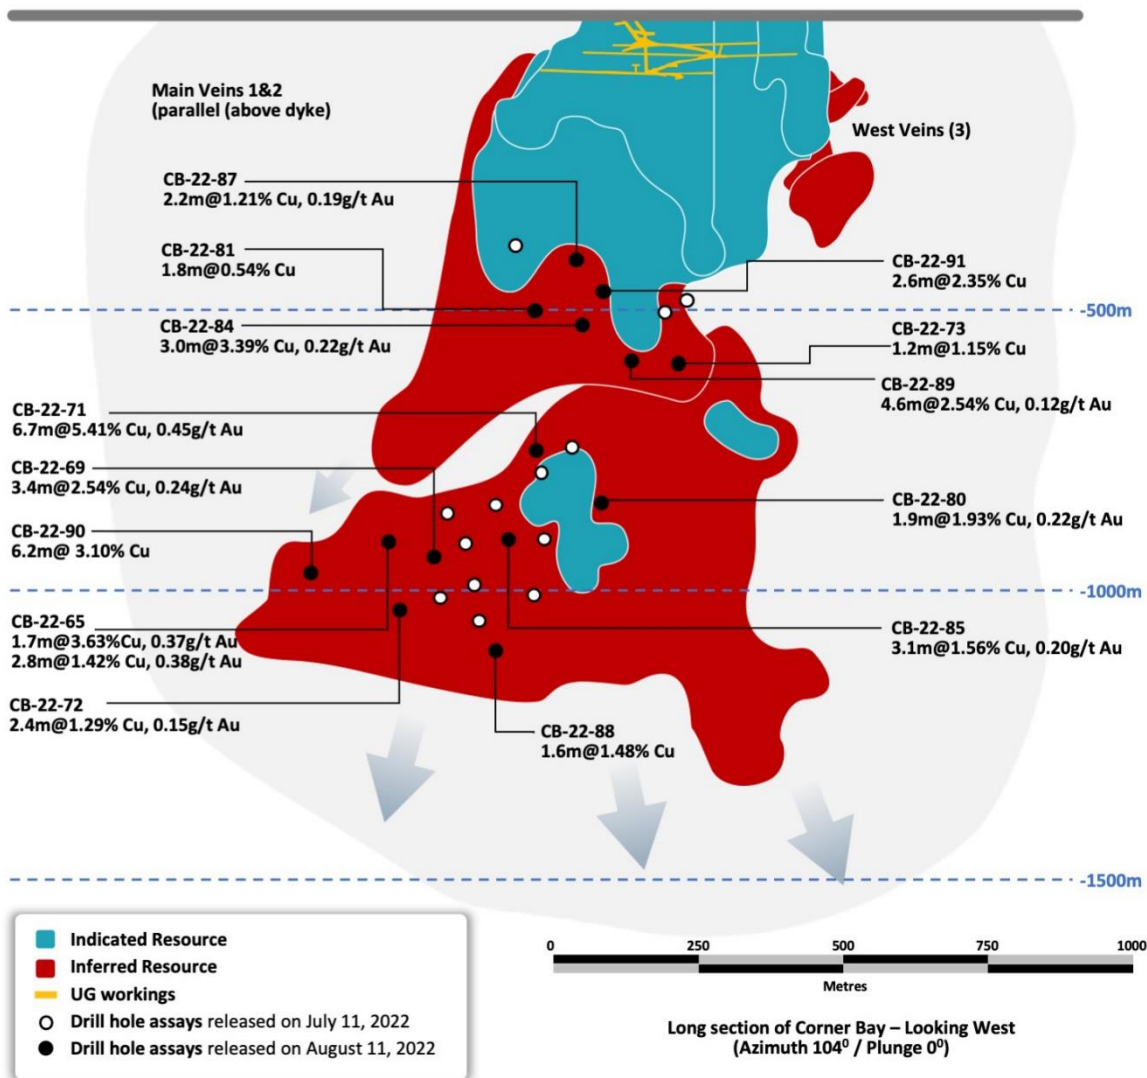 Main Veins 1&2
(parallel (above dyke)
West Veins (3)
CB-22-87
2.2m@1.21% Cu, 0.19g/t Au
CB-22-81
1.8m@0.54% Cu
CB-22-91
2.6m@2.35% Cu
-500m
CB-22-84
3.0m@3.39% Cu, 0.22g/t Au
CB-22-73
1.2m@1.15% Cu
CB-22-89
4.6m@2.54% Cu, 0.12g/t Au
CB-22-71
6.7m@5.41% Cu, 0.45g/t Au
CB-22-69
3.4m@2.54% Cu, 0.24g/t Au
CB-22-80
1.9m@1.93% Cu, 0.22g/t Au
CB-22-90
6.2m@ 3.10% Cu
-1000m
CB-22-65
1.7m@3.63%Cu, 0.37g/t Au
2.8m@1.42% Cu, 0.38g/t Au
CB-22-85
3.1m@1.56% Cu, 0.20g/t Au
CB-22-72
2.4m@1.29% Cu, 0.15g/t Au
CB-22-88
1.6m@1.48% Cu
-1500m
Indicated Resource
Inferred Resource
UG workings
Drill hole assays released on July 11, 2022
Drill hole assays released on August 11, 2022
0 250 500 750 1000
Metres
Long section of Corner Bay – Looking West
(Azimuth 104⁰ / Plunge 0⁰)